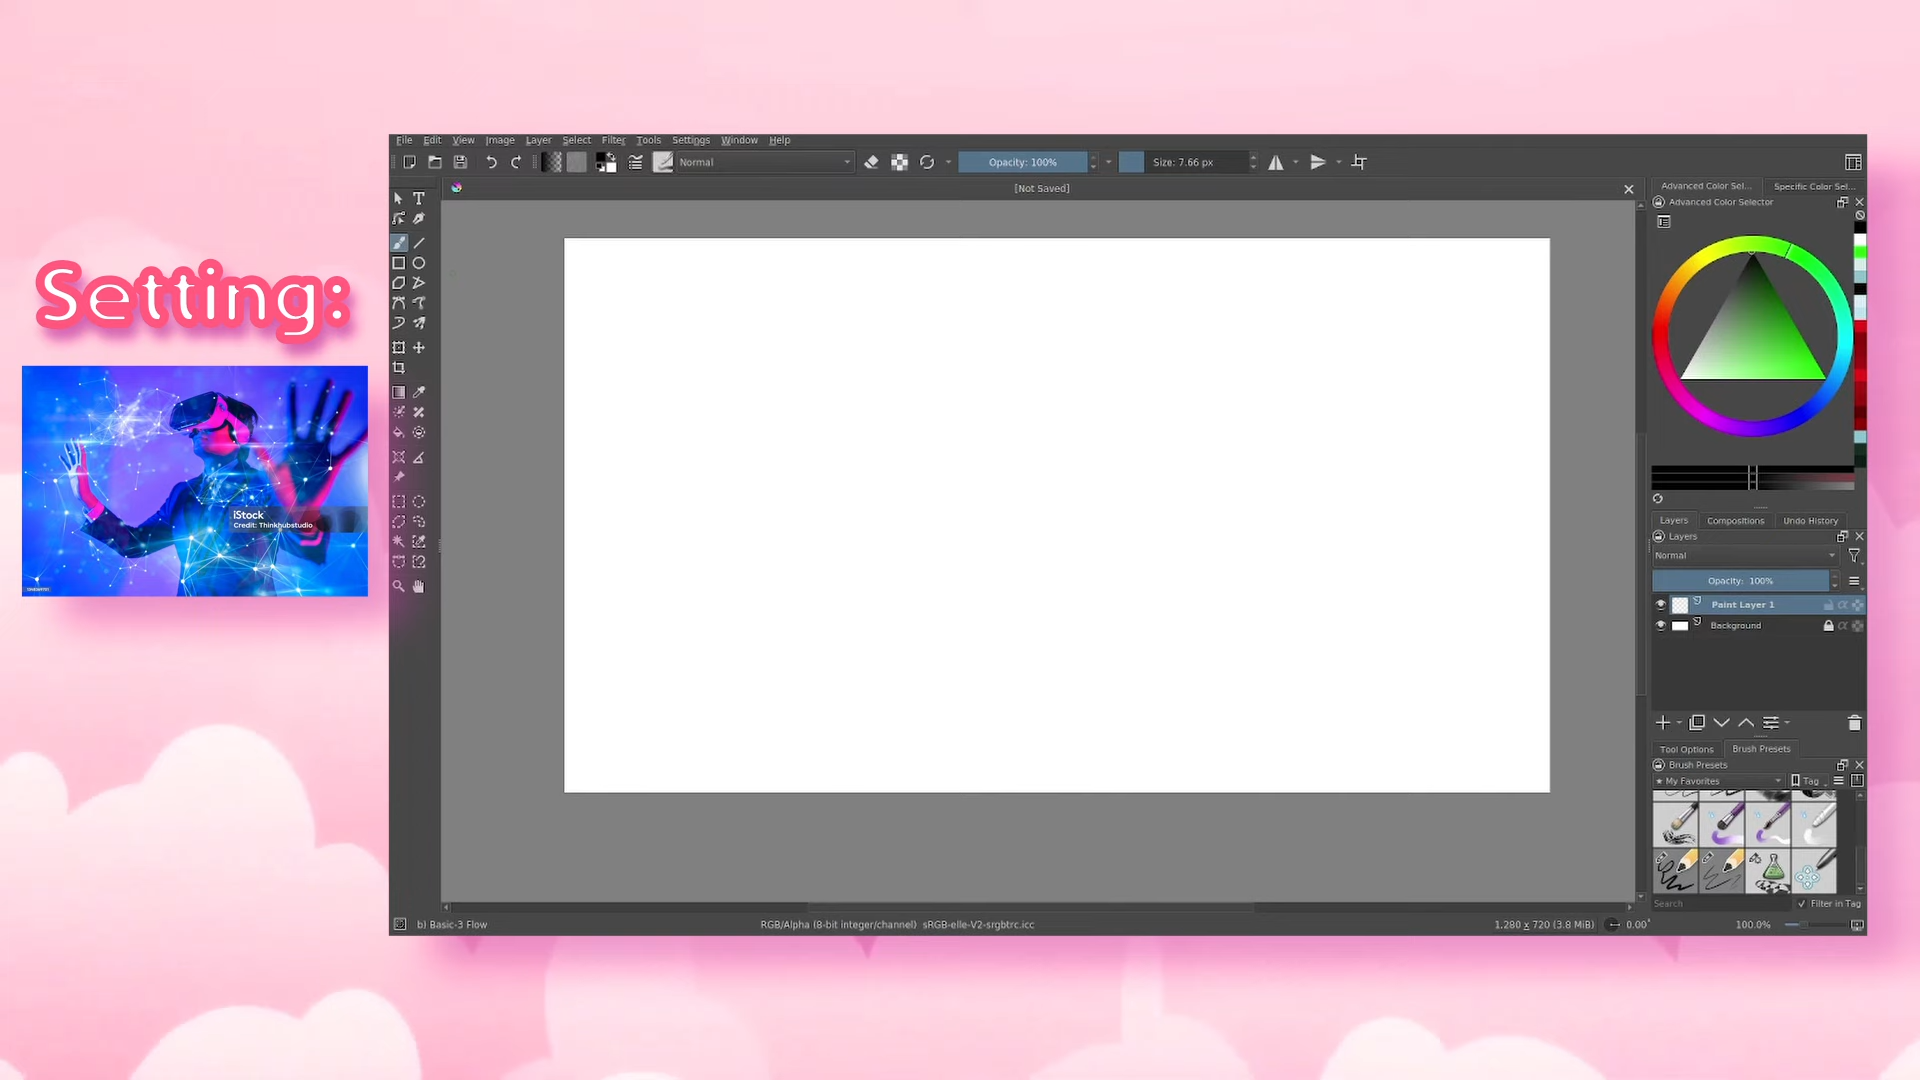 File Edit View Image Layer Select Filter Tools Settings Window Help
Normal
Opacity: 100%
Size: 7.66 px
[Not Saved]
Advanced Color Sel...
Specific Color Sel...
Advanced Color Selector
Setting:
iStock
Credit: Thinkhubstudio
Layers
Compositions
Undo History
Layers
Normal
Opacity: 100%
Paint Layer 1
Background
Tool Options
Brush Presets
Brush Presets
★ My Favorites
Tag
Search
Filter in Tag
b) Basic-3 Flow
RGB/Alpha (8-bit integer/channel) sRGB-elle-V2-srgbtrc.icc
1,280 x 720 (3.8 MiB)
0.00°
100.0%